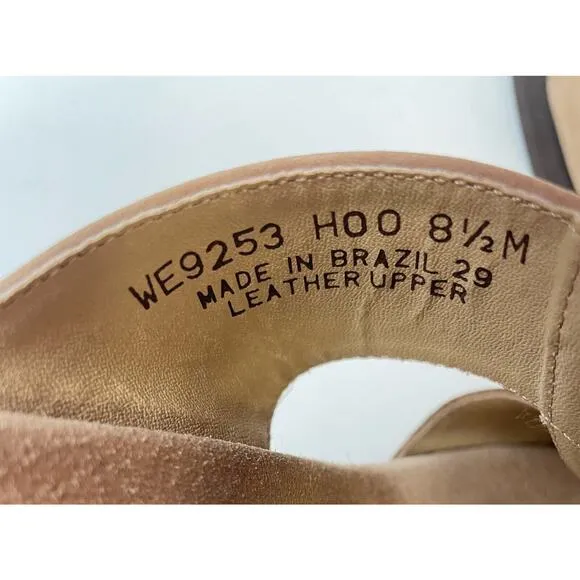 WE9253 H00 8½M
MADE IN BRAZIL 29
LEATHER UPPER